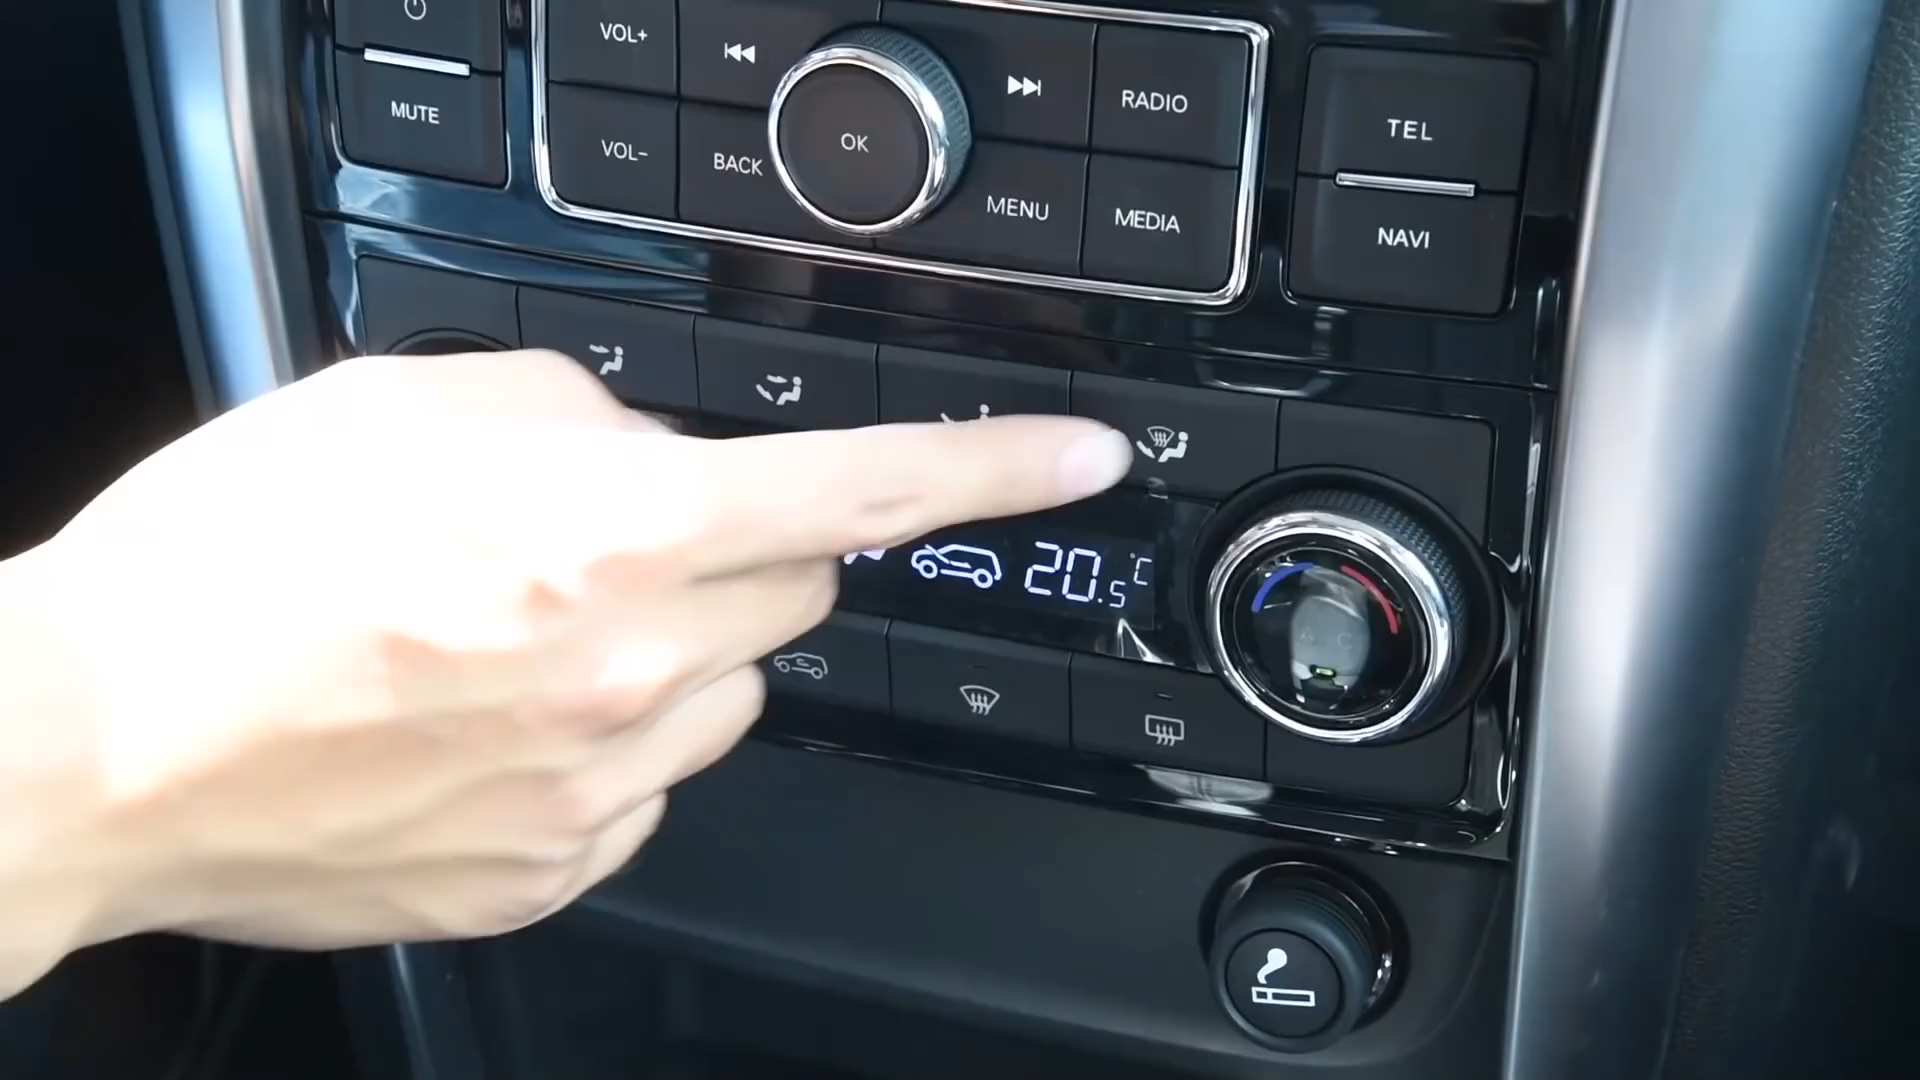 VOL+
MUTE
VOL–
BACK
OK
RADIO
MENU
MEDIA
TEL
NAVI
20.5°C
A/C